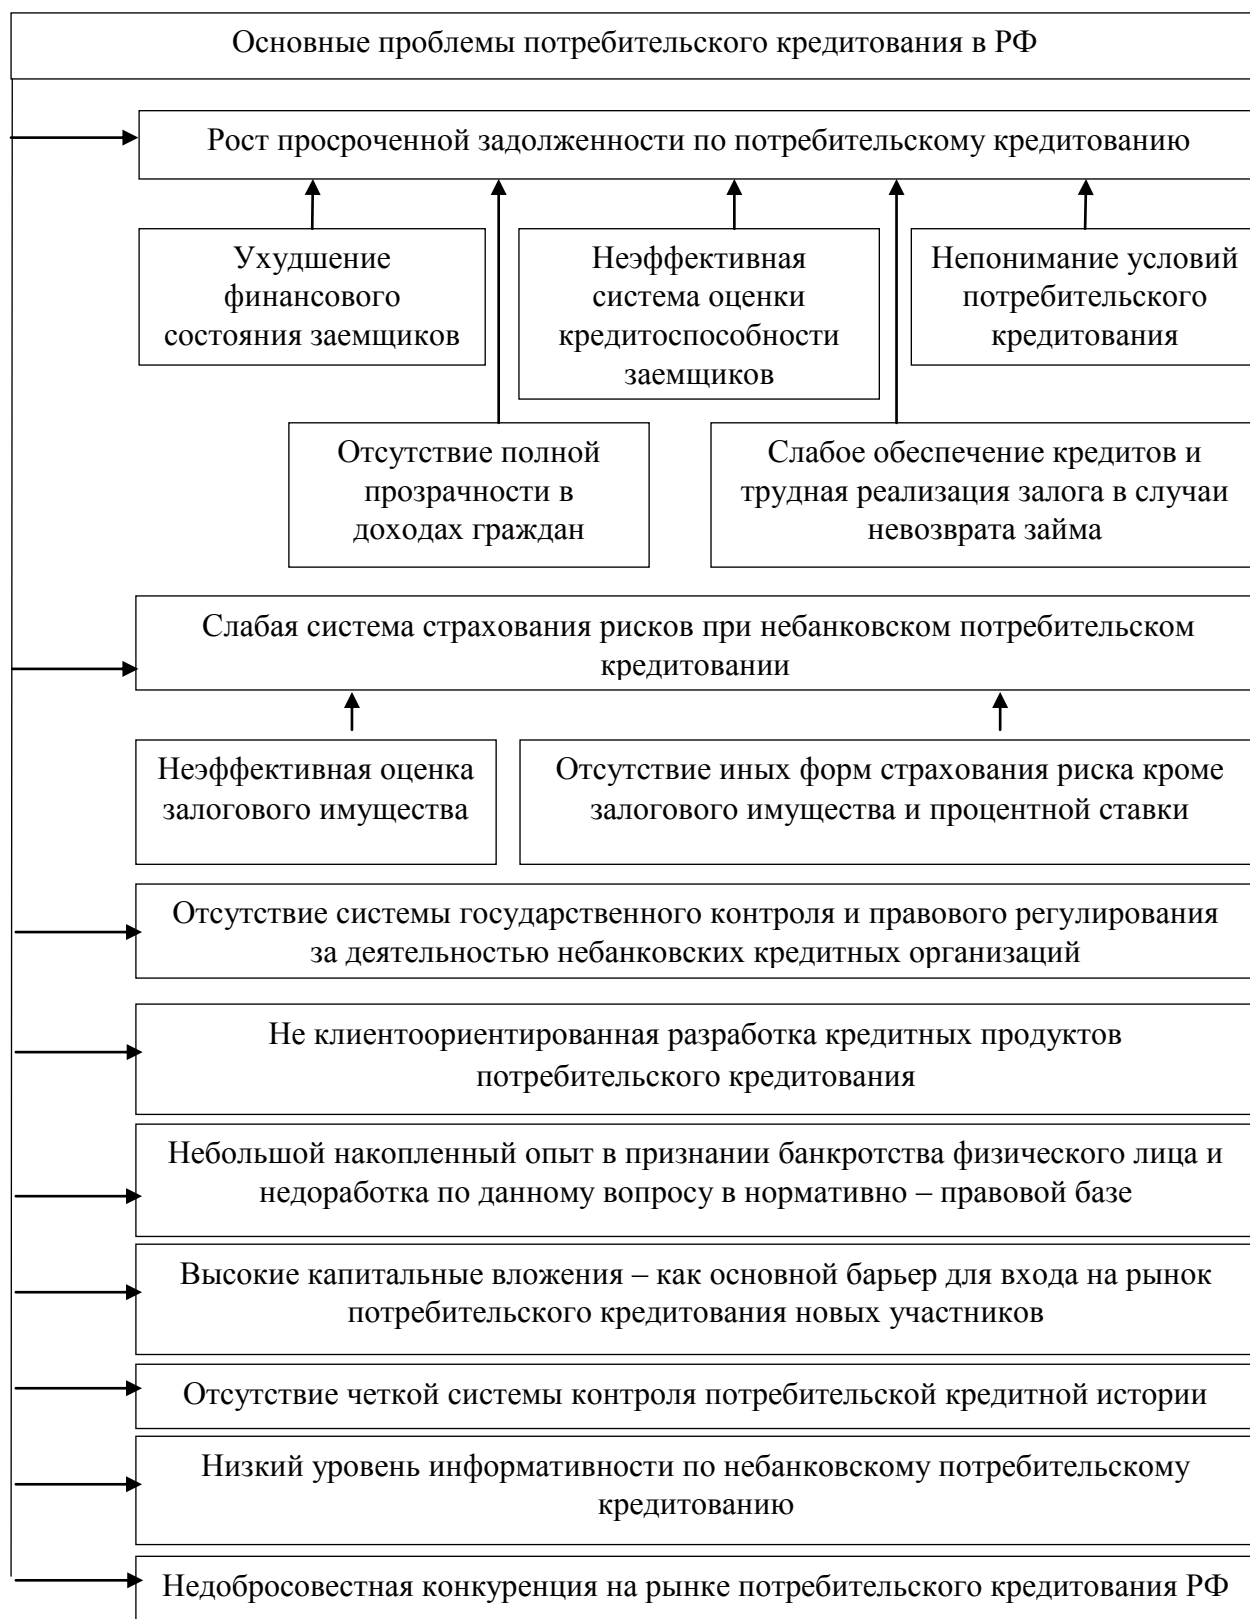 Основные проблемы потребительского кредитования в РФ
Рост просроченной задолженности по потребительскому кредитованию
Ухудшение
финансового
состояния заемщиков
Неэффективная
система оценки
кредитоспособности
заемщиков
Непонимание условий
потребительского
кредитования
Отсутствие полной
прозрачности в
доходах граждан
Слабое обеспечение кредитов и
трудная реализация залога в случаи
невозврата займа
Слабая система страхования рисков при небанковском потребительском
кредитовании
Неэффективная оценка
залогового имущества
Отсутствие иных форм страхования риска кроме
залогового имущества и процентной ставки
Отсутствие системы государственного контроля и правового регулирования
за деятельностью небанковских кредитных организаций
Не клиентоориентированная разработка кредитных продуктов
потребительского кредитования
Небольшой накопленный опыт в признании банкротства физического лица и
недоработка по данному вопросу в нормативно – правовой базе
Высокие капитальные вложения – как основной барьер для входа на рынок
потребительского кредитования новых участников
Отсутствие четкой системы контроля потребительской кредитной истории
Низкий уровень информативности по небанковскому потребительскому
кредитованию
Недобросовестная конкуренция на рынке потребительского кредитования РФ